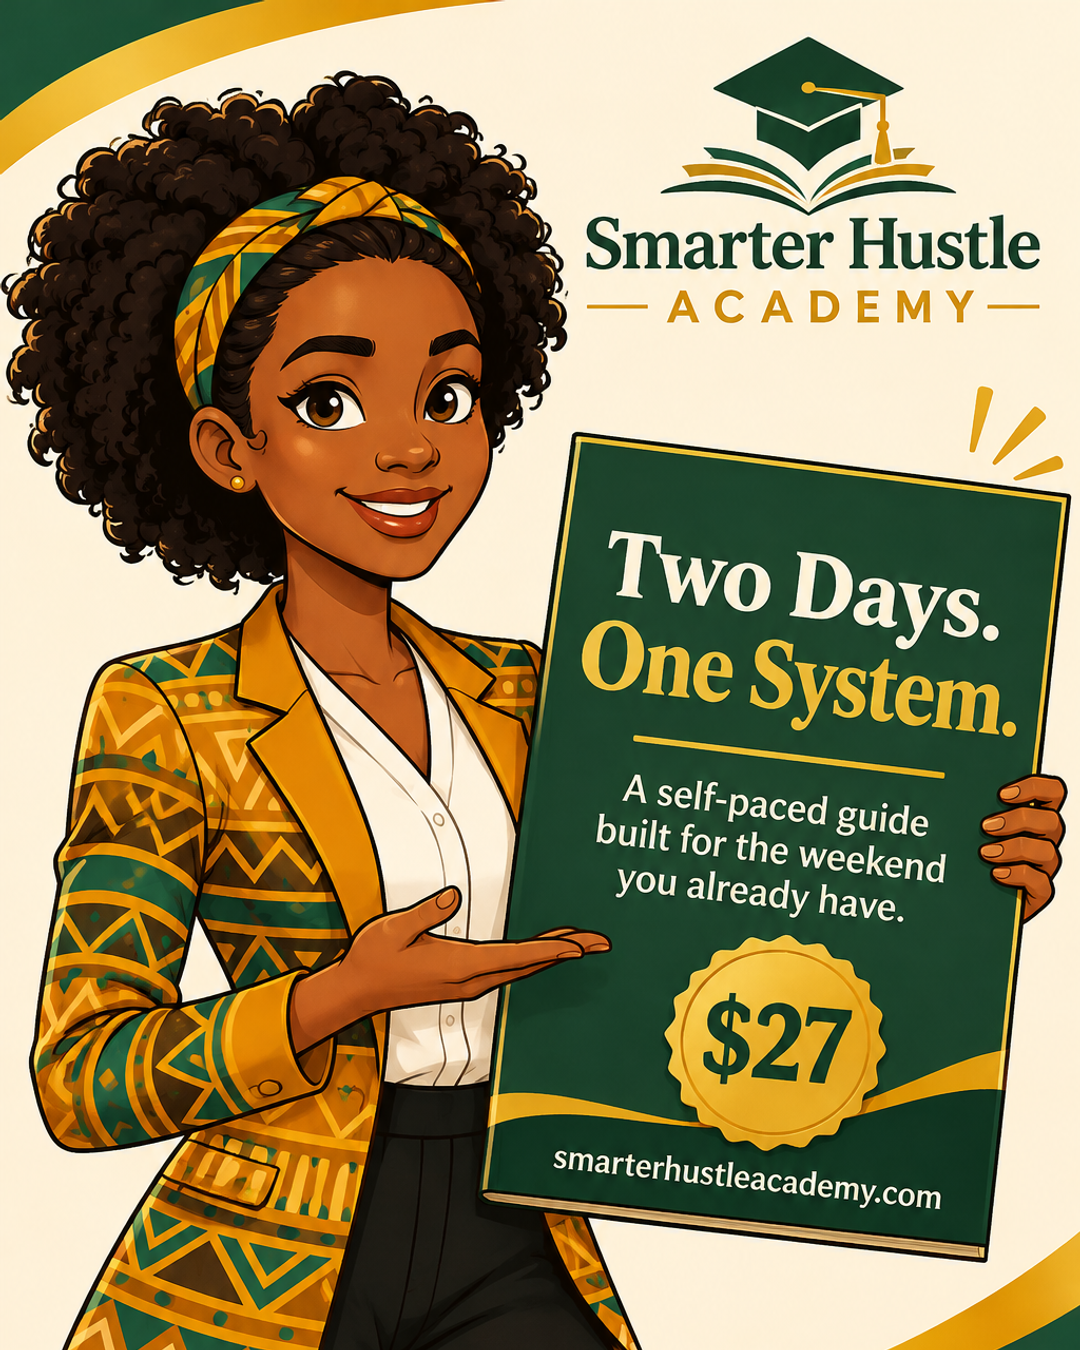 Smarter Hustle
ACADEMY
Two Days.
One System.
A self-paced guide
built for the weekend
you already have.
$27
smarterhustleacademy.com